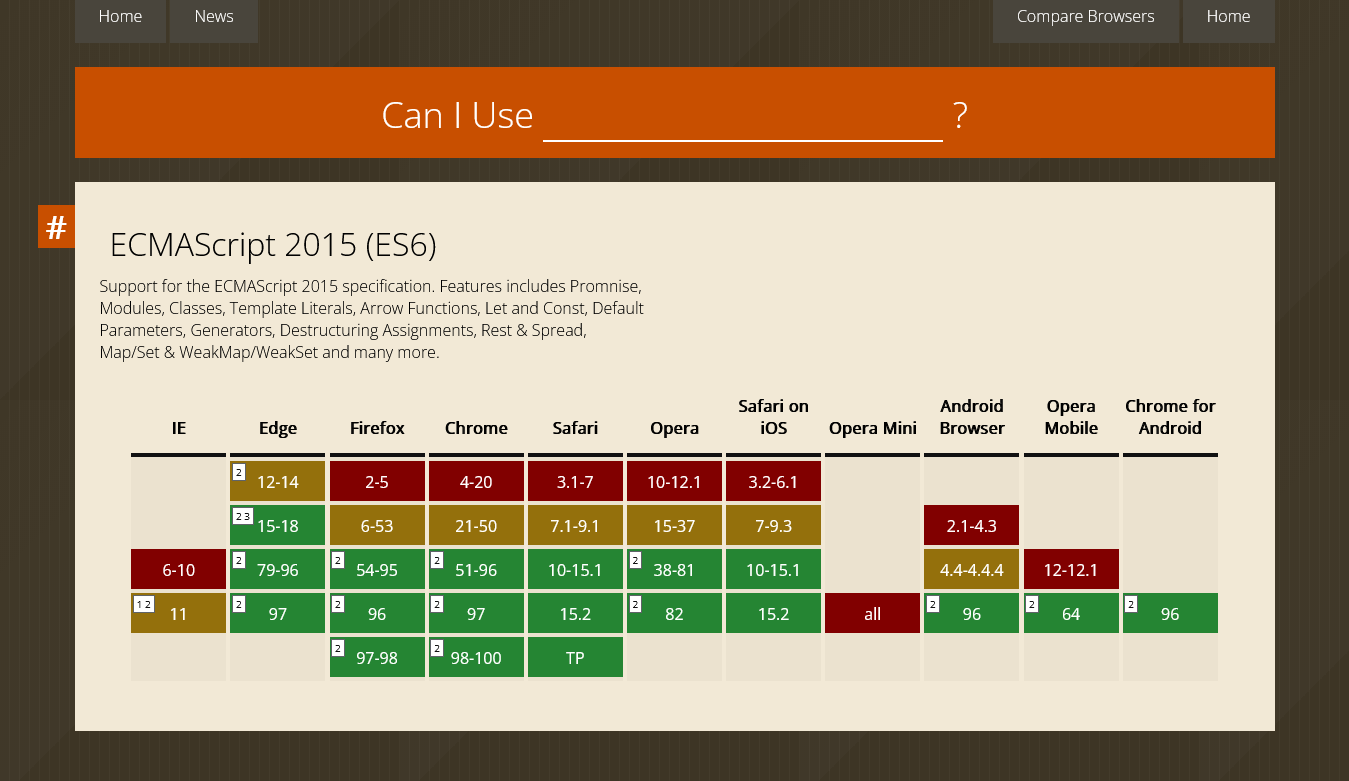 Home News Compare Browsers Home
Can I Use ?
#
ECMAScript 2015 (ES6)
Support for the ECMAScript 2015 specification. Features includes Promnise,
Modules, Classes, Template Literals, Arrow Functions, Let and Const, Default
Parameters, Generators, Destructuring Assignments, Rest & Spread,
Map/Set & WeakMap/WeakSet and many more.
IE Edge Firefox Chrome Safari Opera Safari on iOS Opera Mini Android Browser Opera Mobile Chrome for Android
2 12-14 2-5 4-20 3.1-7 10-12.1 3.2-6.1
2 3 15-18 6-53 21-50 7.1-9.1 15-37 7-9.3 2.1-4.3
6-10 2 79-96 2 54-95 2 51-96 10-15.1 2 38-81 10-15.1 4.4-4.4.4 12-12.1
1 2 11 2 97 2 96 2 97 15.2 2 82 15.2 all 2 96 2 64 2 96
2 97-98 2 98-100 TP